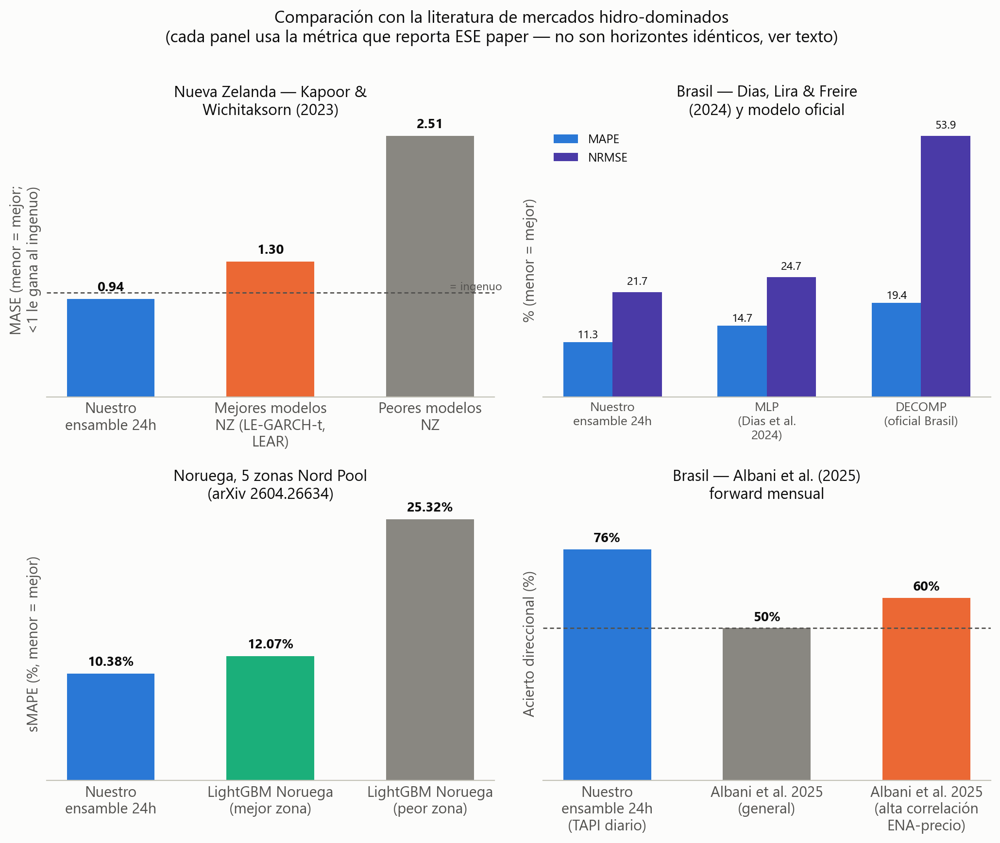 Comparación con la literatura de mercados hidro-dominados
(cada panel usa la métrica que reporta ESE paper — no son horizontes idénticos, ver texto)
Nueva Zelanda — Kapoor &
Wichitaksorn (2023)
MASE (menor = mejor;
<1 le gana al ingenuo)
0.94
1.30
2.51
= ingenuo
Nuestro
ensamble 24h
Mejores modelos
NZ (LE-GARCH-t,
LEAR)
Peores modelos
NZ
Brasil — Dias, Lira & Freire
(2024) y modelo oficial
MAPE
NRMSE
% (menor = mejor)
11.3
21.7
14.7
24.7
19.4
53.9
Nuestro
ensamble 24h
MLP
(Dias et al.
2024)
DECOMP
(oficial Brasil)
Noruega, 5 zonas Nord Pool
(arXiv 2604.26634)
sMAPE (%, menor = mejor)
10.38%
12.07%
25.32%
Nuestro
ensamble 24h
LightGBM Noruega
(mejor zona)
LightGBM Noruega
(peor zona)
Brasil — Albani et al. (2025)
forward mensual
Acierto direccional (%)
76%
50%
60%
Nuestro
ensamble 24h
(TAPI diario)
Albani et al. 2025
(general)
Albani et al. 2025
(alta correlación
ENA-precio)